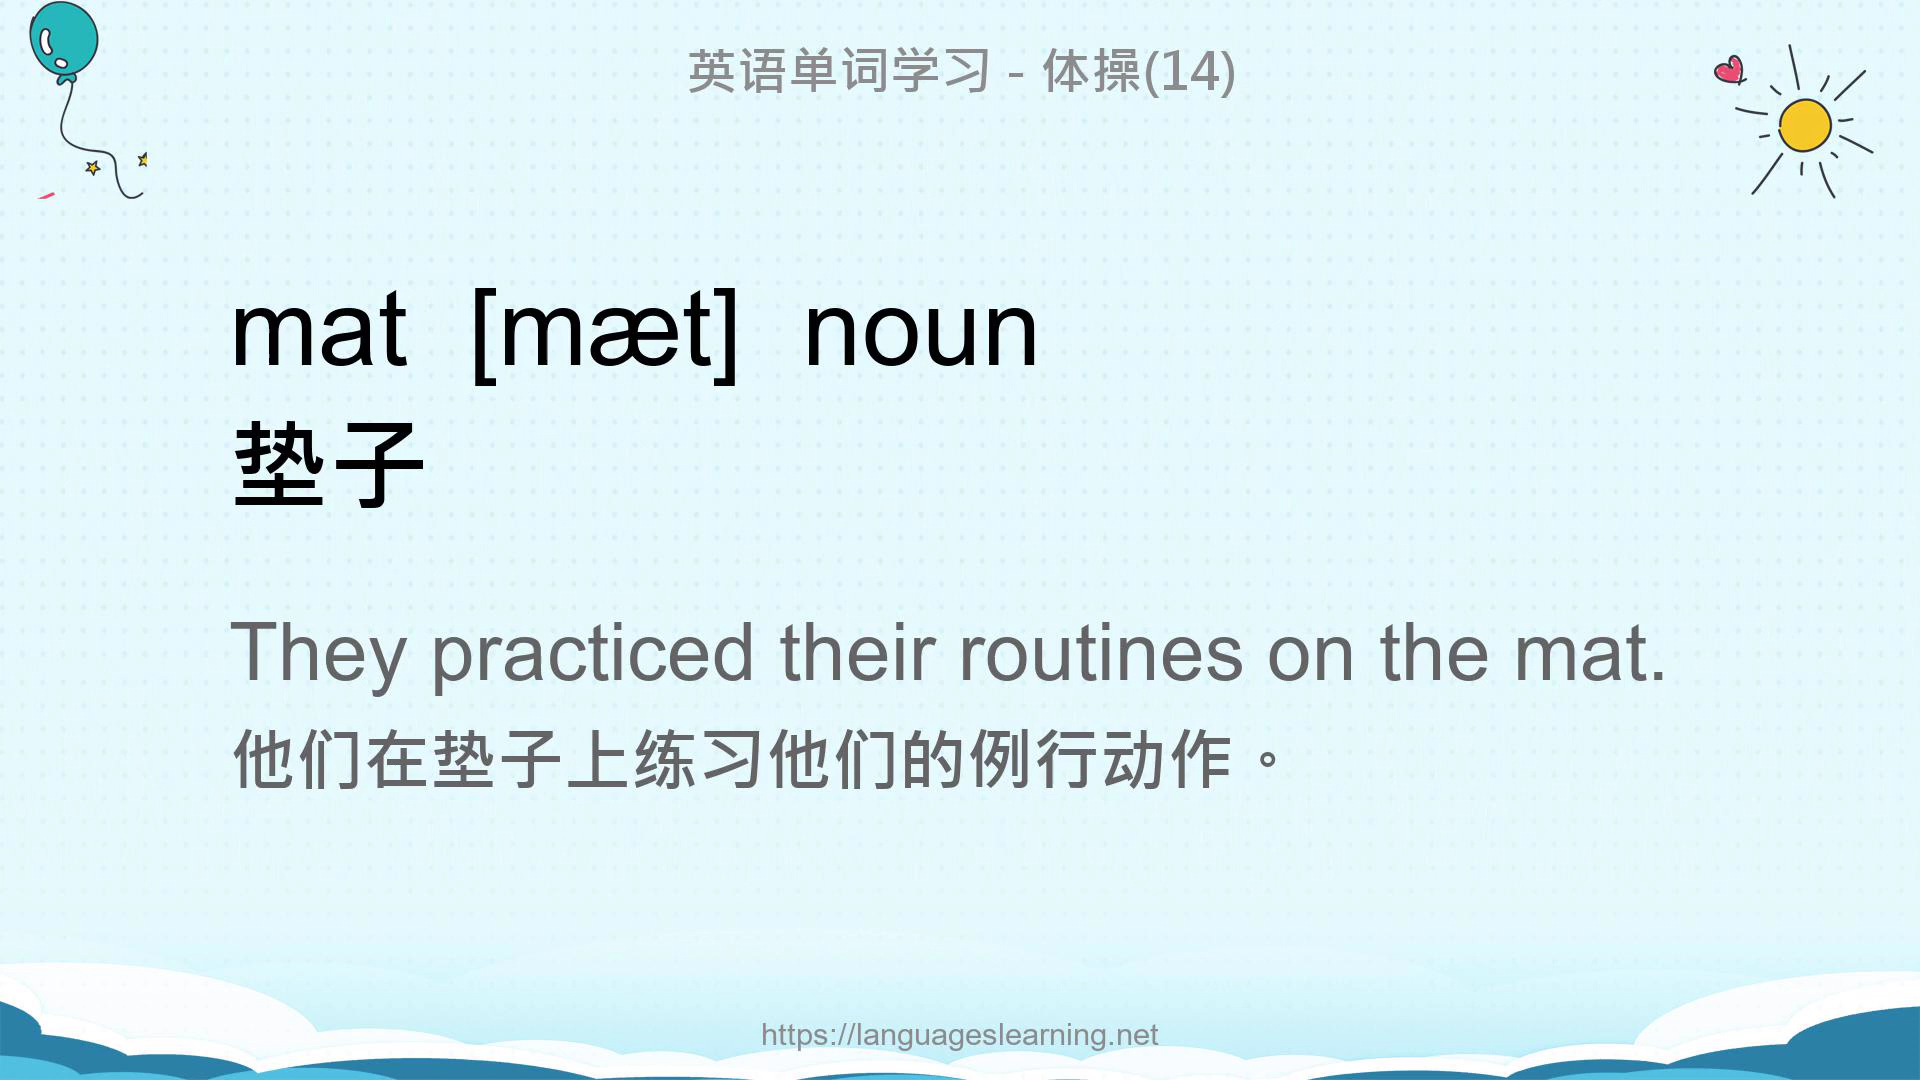 英语单词学习 - 体操(14)
mat [mæt] noun
垫子
They practiced their routines on the mat.
他们在垫子上练习他们的例行动作。
https://languageslearning.net